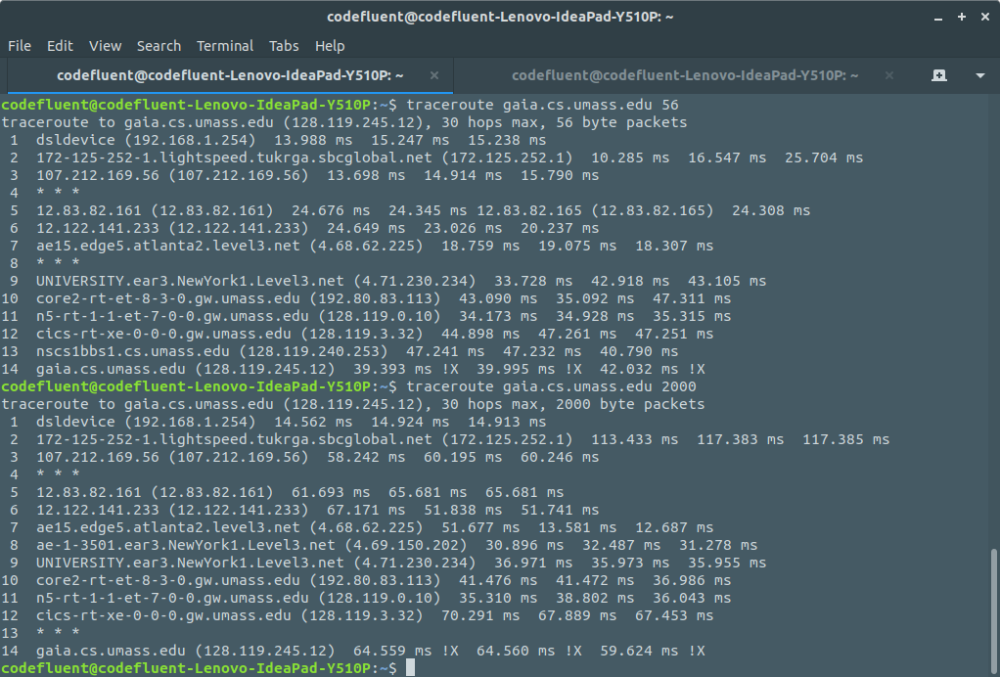 codefluent@codefluent-Lenovo-IdeaPad-Y510P: ~
File Edit View Search Terminal Tabs Help
codefluent@codefluent-Lenovo-IdeaPad-Y510P: ~ × codefluent@codefluent-Lenovo-IdeaPad-Y510P: ~ ×
codefluent@codefluent-Lenovo-IdeaPad-Y510P:~$ traceroute gaia.cs.umass.edu 56
traceroute to gaia.cs.umass.edu (128.119.245.12), 30 hops max, 56 byte packets
 1  dsldevice (192.168.1.254)  13.988 ms  15.247 ms  15.238 ms
 2  172-125-252-1.lightspeed.tukrga.sbcglobal.net (172.125.252.1)  10.285 ms  16.547 ms  25.704 ms
 3  107.212.169.56 (107.212.169.56)  13.698 ms  14.914 ms  15.790 ms
 4  * * *
 5  12.83.82.161 (12.83.82.161)  24.676 ms  24.345 ms 12.83.82.165 (12.83.82.165)  24.308 ms
 6  12.122.141.233 (12.122.141.233)  24.649 ms  23.026 ms  20.237 ms
 7  ae15.edge5.atlanta2.level3.net (4.68.62.225)  18.759 ms  19.075 ms  18.307 ms
 8  * * *
 9  UNIVERSITY.ear3.NewYork1.Level3.net (4.71.230.234)  33.728 ms  42.918 ms  43.105 ms
10  core2-rt-et-8-3-0.gw.umass.edu (192.80.83.113)  43.090 ms  35.092 ms  47.311 ms
11  n5-rt-1-1-et-7-0-0.gw.umass.edu (128.119.0.10)  34.173 ms  34.928 ms  35.315 ms
12  cics-rt-xe-0-0-0.gw.umass.edu (128.119.3.32)  44.898 ms  47.261 ms  47.251 ms
13  nscs1bbs1.cs.umass.edu (128.119.240.253)  47.241 ms  47.232 ms  40.790 ms
14  gaia.cs.umass.edu (128.119.245.12)  39.393 ms !X  39.995 ms !X  42.032 ms !X
codefluent@codefluent-Lenovo-IdeaPad-Y510P:~$ traceroute gaia.cs.umass.edu 2000
traceroute to gaia.cs.umass.edu (128.119.245.12), 30 hops max, 2000 byte packets
 1  dsldevice (192.168.1.254)  14.562 ms  14.924 ms  14.913 ms
 2  172-125-252-1.lightspeed.tukrga.sbcglobal.net (172.125.252.1)  113.433 ms  117.383 ms  117.385 ms
 3  107.212.169.56 (107.212.169.56)  58.242 ms  60.195 ms  60.246 ms
 4  * * *
 5  12.83.82.161 (12.83.82.161)  61.693 ms  65.681 ms  65.681 ms
 6  12.122.141.233 (12.122.141.233)  67.171 ms  51.838 ms  51.741 ms
 7  ae15.edge5.atlanta2.level3.net (4.68.62.225)  51.677 ms  13.581 ms  12.687 ms
 8  ae-1-3501.ear3.NewYork1.Level3.net (4.69.150.202)  30.896 ms  32.487 ms  31.278 ms
 9  UNIVERSITY.ear3.NewYork1.Level3.net (4.71.230.234)  36.971 ms  35.973 ms  35.955 ms
10  core2-rt-et-8-3-0.gw.umass.edu (192.80.83.113)  41.476 ms  41.472 ms  36.986 ms
11  n5-rt-1-1-et-7-0-0.gw.umass.edu (128.119.0.10)  35.310 ms  38.802 ms  36.043 ms
12  cics-rt-xe-0-0-0.gw.umass.edu (128.119.3.32)  70.291 ms  67.889 ms  67.453 ms
13  * * *
14  gaia.cs.umass.edu (128.119.245.12)  64.559 ms !X  64.560 ms !X  59.624 ms !X
codefluent@codefluent-Lenovo-IdeaPad-Y510P:~$